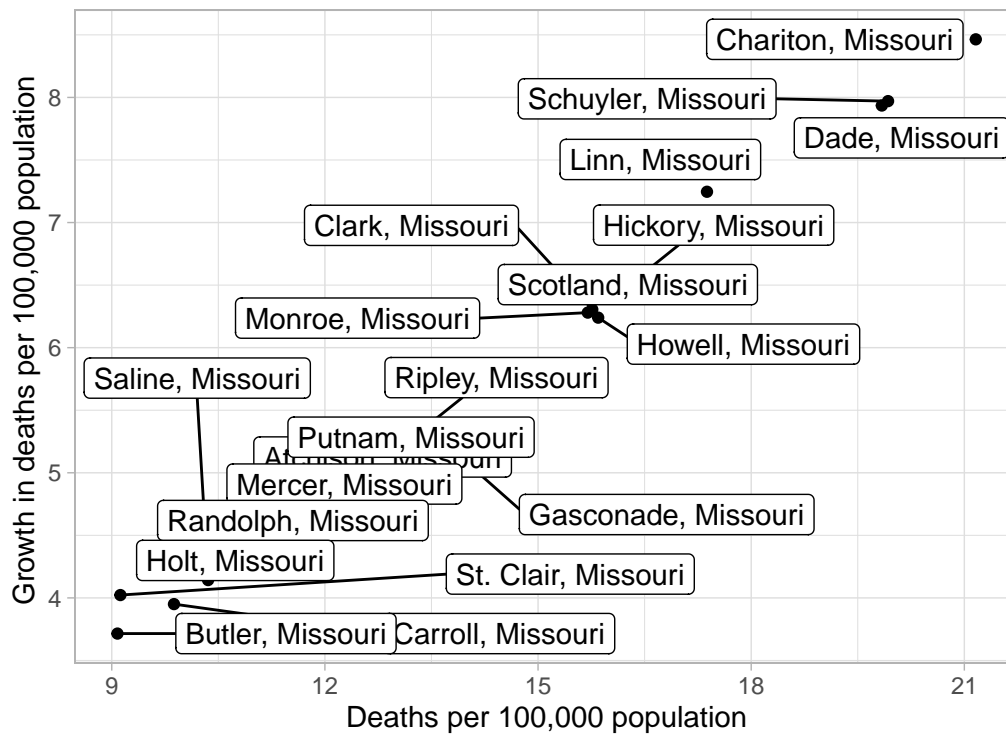 Chariton, Missouri
Schuyler, Missouri
Dade, Missouri
Linn, Missouri
Clark, Missouri
Hickory, Missouri
Scotland, Missouri
Monroe, Missouri
Howell, Missouri
Saline, Missouri
Ripley, Missouri
Putnam, Missouri
Atchison, Missouri
Mercer, Missouri
Randolph, Missouri
Gasconade, Missouri
Holt, Missouri
St. Clair, Missouri
Butler, Missouri
Carroll, Missouri
8
7
6
5
4
9
12
15
18
21
Deaths per 100,000 population
Growth in deaths per 100,000 population